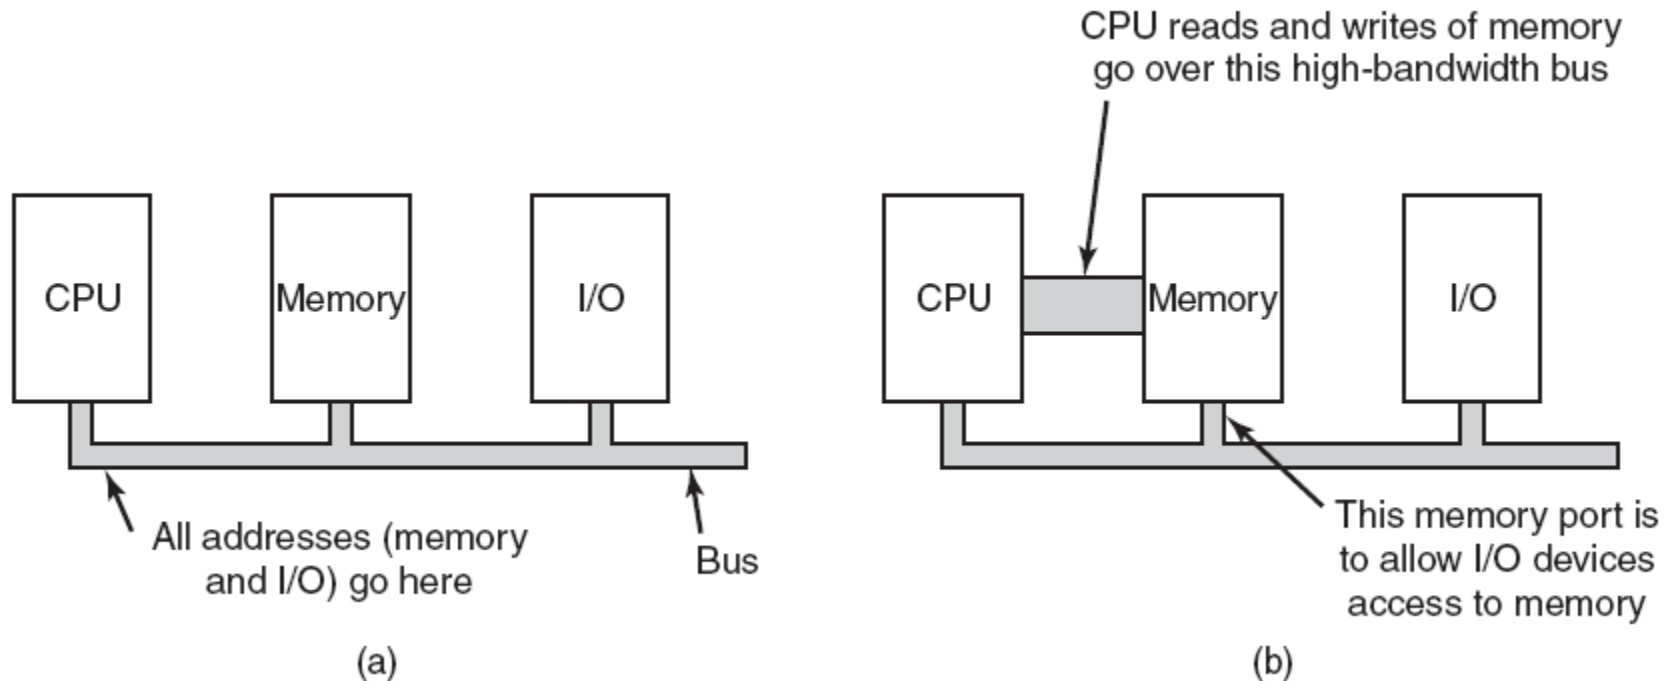 CPU
Memory
I/O
All addresses (memory
and I/O) go here
Bus
(a)
CPU reads and writes of memory
go over this high-bandwidth bus
CPU
Memory
I/O
This memory port is
to allow I/O devices
access to memory
(b)